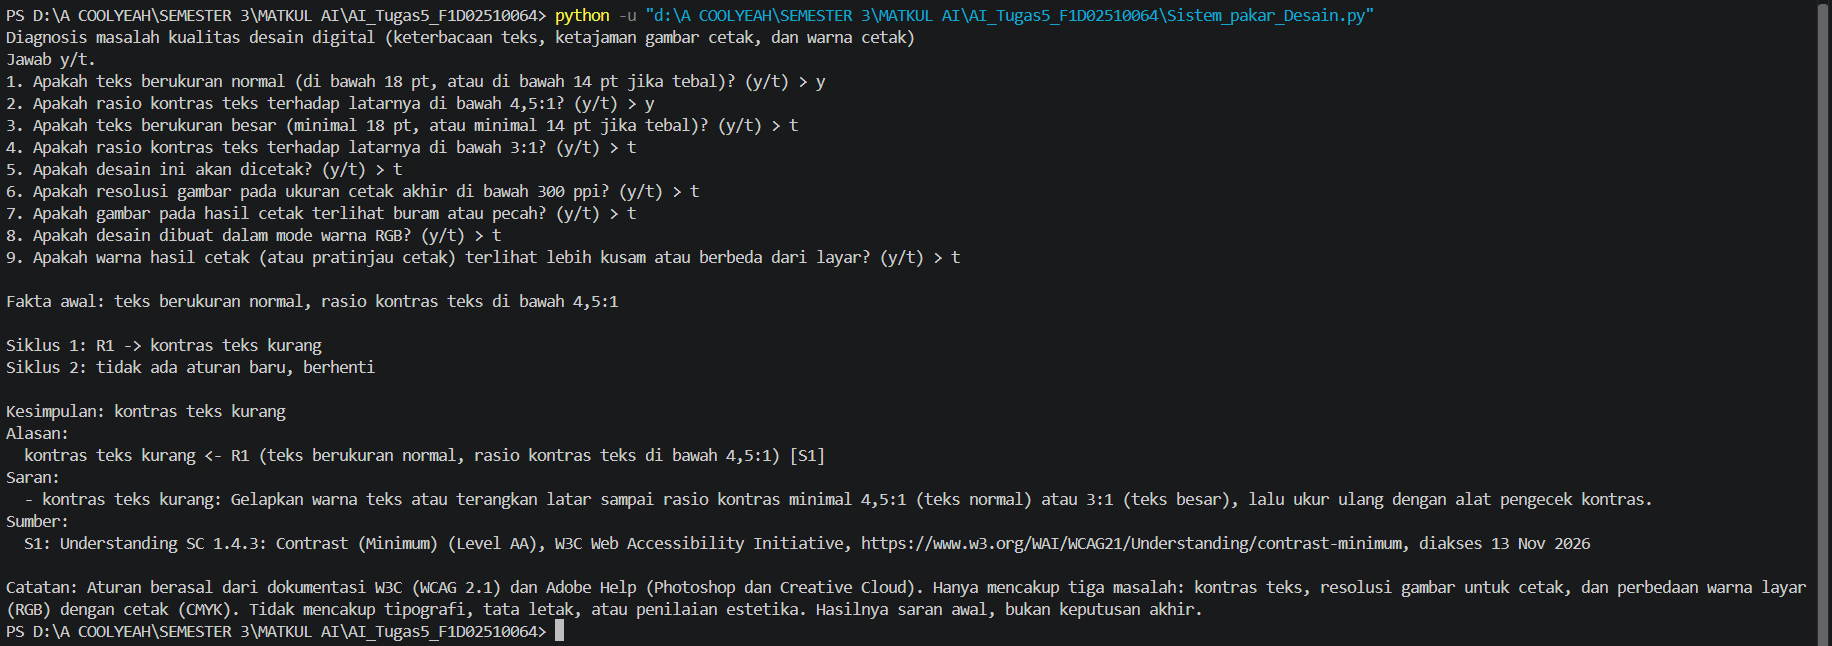 PS D:\A COOLYEAH\SEMESTER 3\MATKUL AI\AI_Tugas5_F1D02510064> python -u "d:\A COOLYEAH\SEMESTER 3\MATKUL AI\AI_Tugas5_F1D02510064\Sistem_pakar_Desain.py"
Diagnosis masalah kualitas desain digital (keterbacaan teks, ketajaman gambar cetak, dan warna cetak)
Jawab y/t.
1. Apakah teks berukuran normal (di bawah 18 pt, atau di bawah 14 pt jika tebal)? (y/t) > y
2. Apakah rasio kontras teks terhadap latarnya di bawah 4,5:1? (y/t) > y
3. Apakah teks berukuran besar (minimal 18 pt, atau minimal 14 pt jika tebal)? (y/t) > t
4. Apakah rasio kontras teks terhadap latarnya di bawah 3:1? (y/t) > t
5. Apakah desain ini akan dicetak? (y/t) > t
6. Apakah resolusi gambar pada ukuran cetak akhir di bawah 300 ppi? (y/t) > t
7. Apakah gambar pada hasil cetak terlihat buram atau pecah? (y/t) > t
8. Apakah desain dibuat dalam mode warna RGB? (y/t) > t
9. Apakah warna hasil cetak (atau pratinjau cetak) terlihat lebih kusam atau berbeda dari layar? (y/t) > t
Fakta awal: teks berukuran normal, rasio kontras teks di bawah 4,5:1
Siklus 1: R1 -> kontras teks kurang
Siklus 2: tidak ada aturan baru, berhenti
Kesimpulan: kontras teks kurang
Alasan:
kontras teks kurang <- R1 (teks berukuran normal, rasio kontras teks di bawah 4,5:1) [S1]
Saran:
- kontras teks kurang: Gelapkan warna teks atau terangkan latar sampai rasio kontras minimal 4,5:1 (teks normal) atau 3:1 (teks besar), lalu ukur ulang dengan alat pengecek kontras.
Sumber:
S1: Understanding SC 1.4.3: Contrast (Minimum) (Level AA), W3C Web Accessibility Initiative, https://www.w3.org/WAI/WCAG21/Understanding/contrast-minimum, diakses 13 Nov 2026
Catatan: Aturan berasal dari dokumentasi W3C (WCAG 2.1) dan Adobe Help (Photoshop dan Creative Cloud). Hanya mencakup tiga masalah: kontras teks, resolusi gambar untuk cetak, dan perbedaan warna layar
(RGB) dengan cetak (CMYK). Tidak mencakup tipografi, tata letak, atau penilaian estetika. Hasilnya saran awal, bukan keputusan akhir.
PS D:\A COOLYEAH\SEMESTER 3\MATKUL AI\AI_Tugas5_F1D02510064>